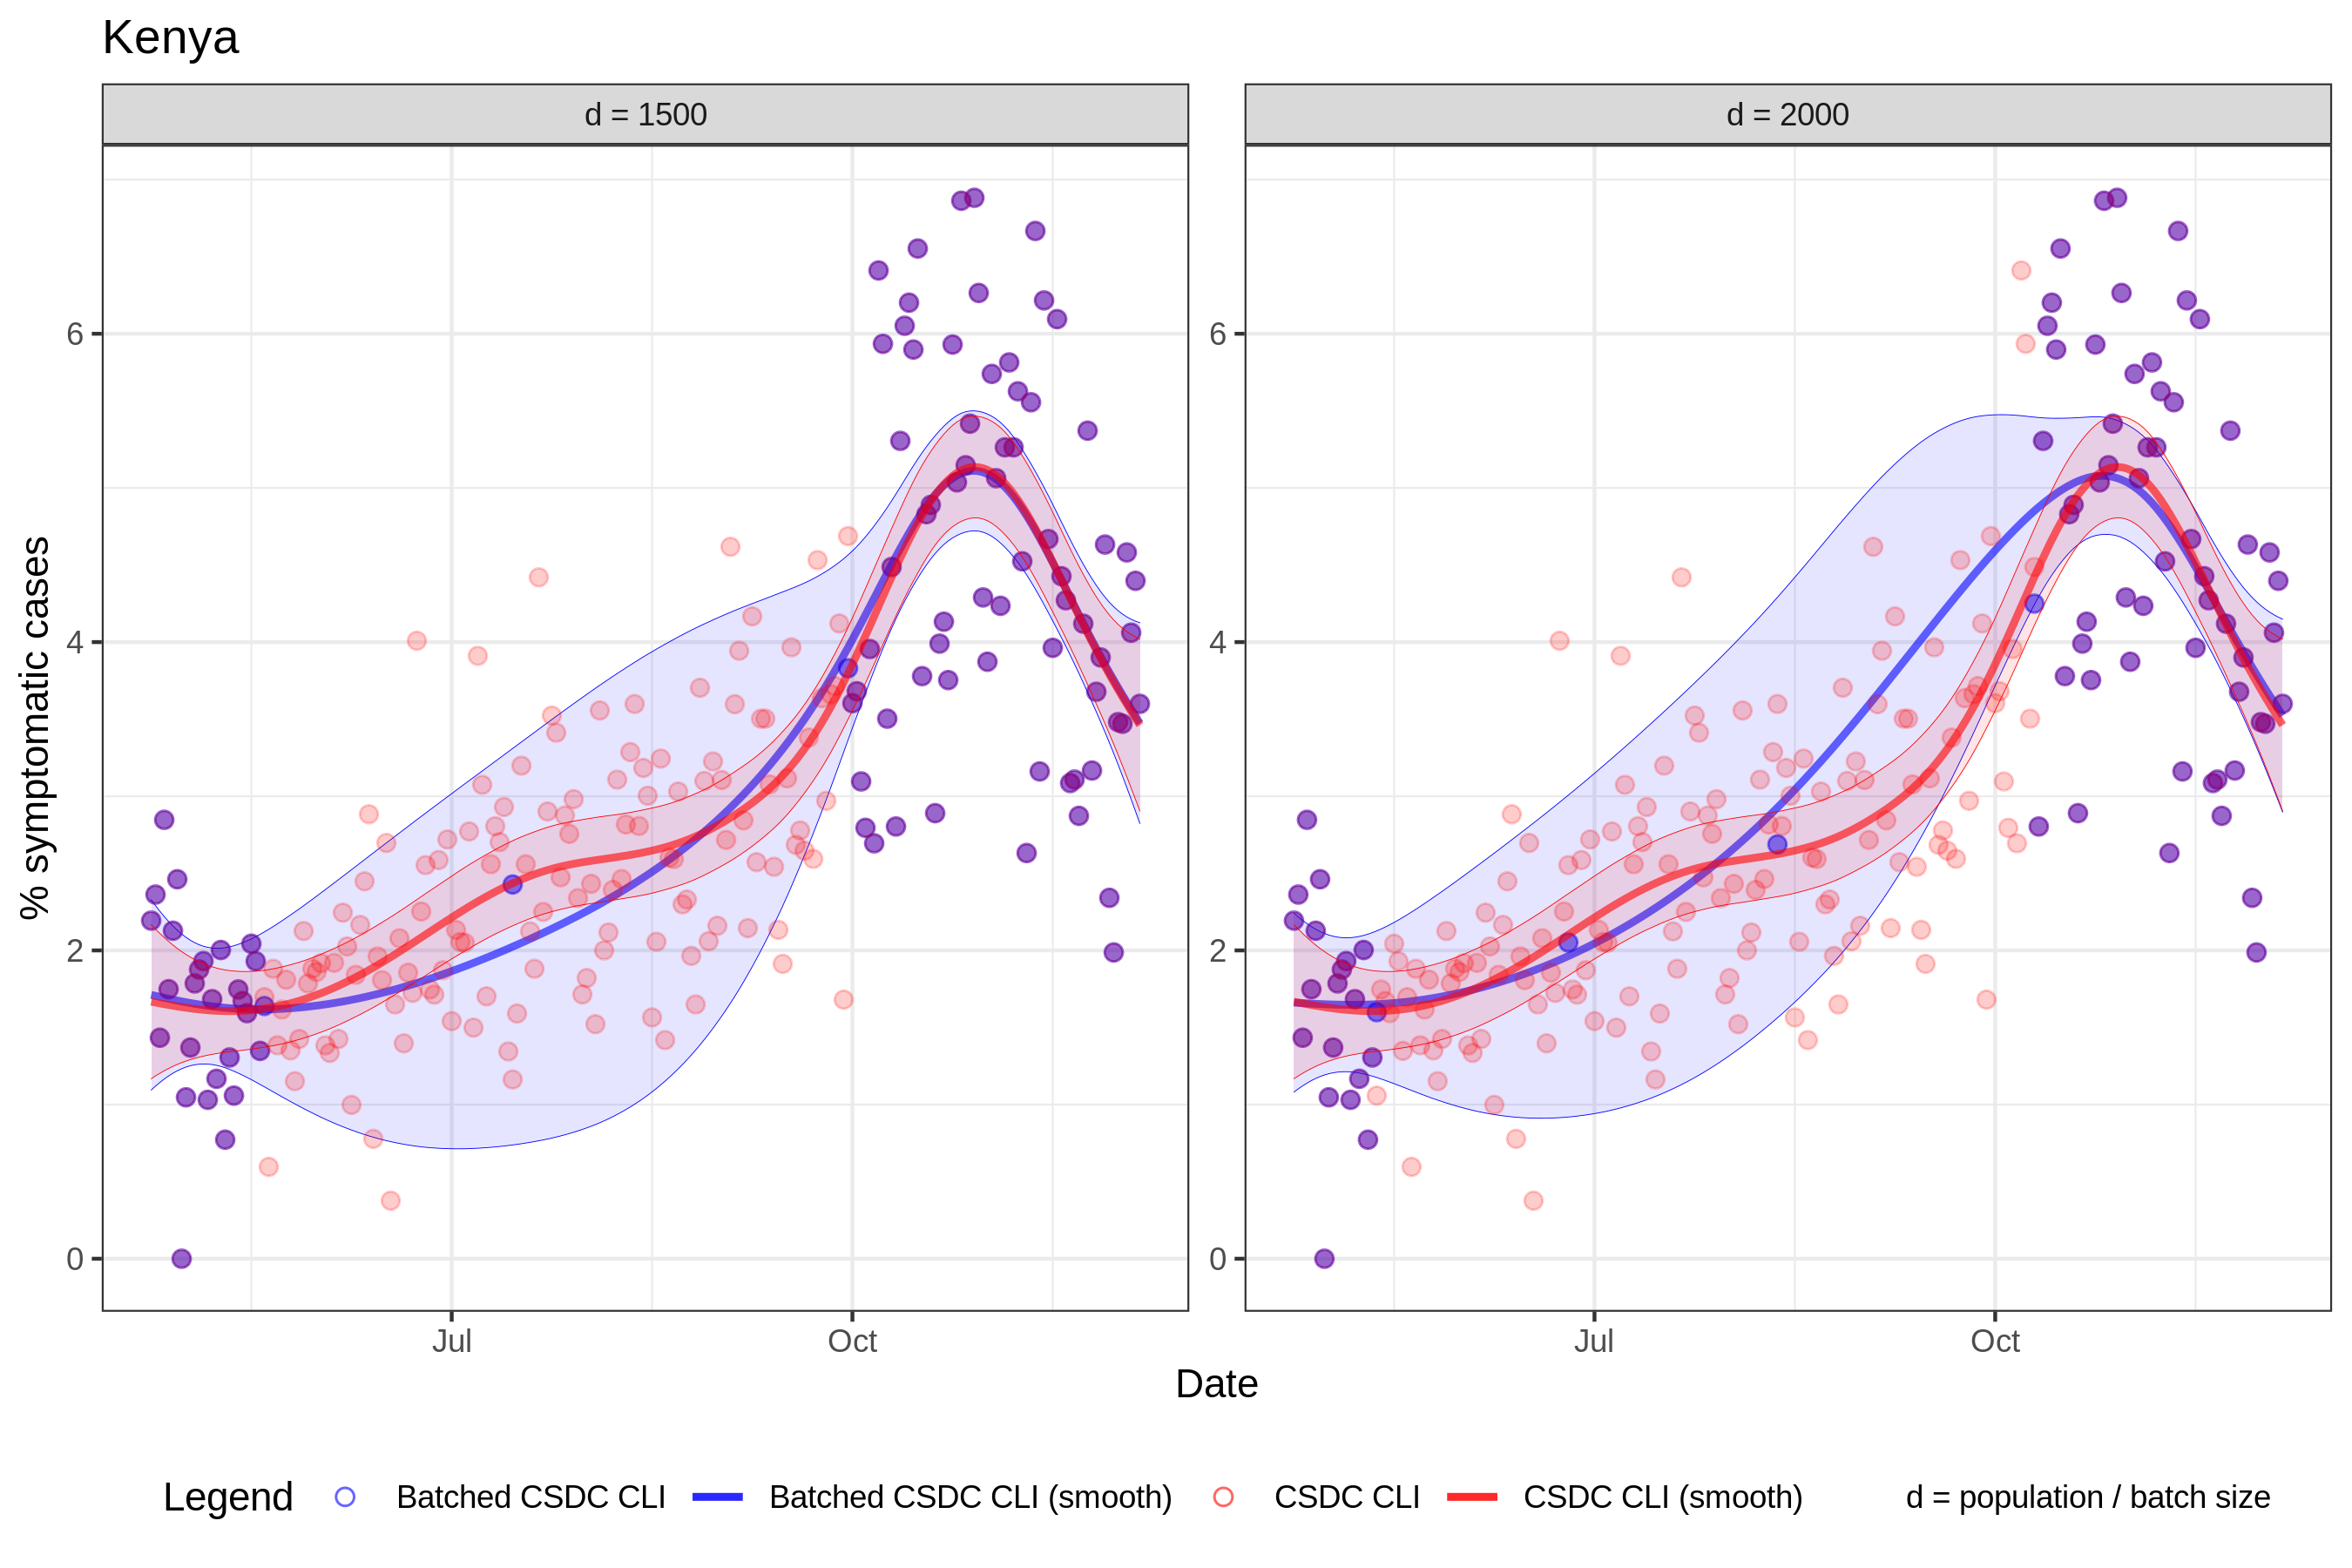 Kenya
d = 1500
d = 2000
% symptomatic cases
6
4
2
0
6
4
2
0
Jul
Oct
Jul
Oct
Date
Legend
Batched CSDC CLI
Batched CSDC CLI (smooth)
CSDC CLI
CSDC CLI (smooth)
d = population / batch size